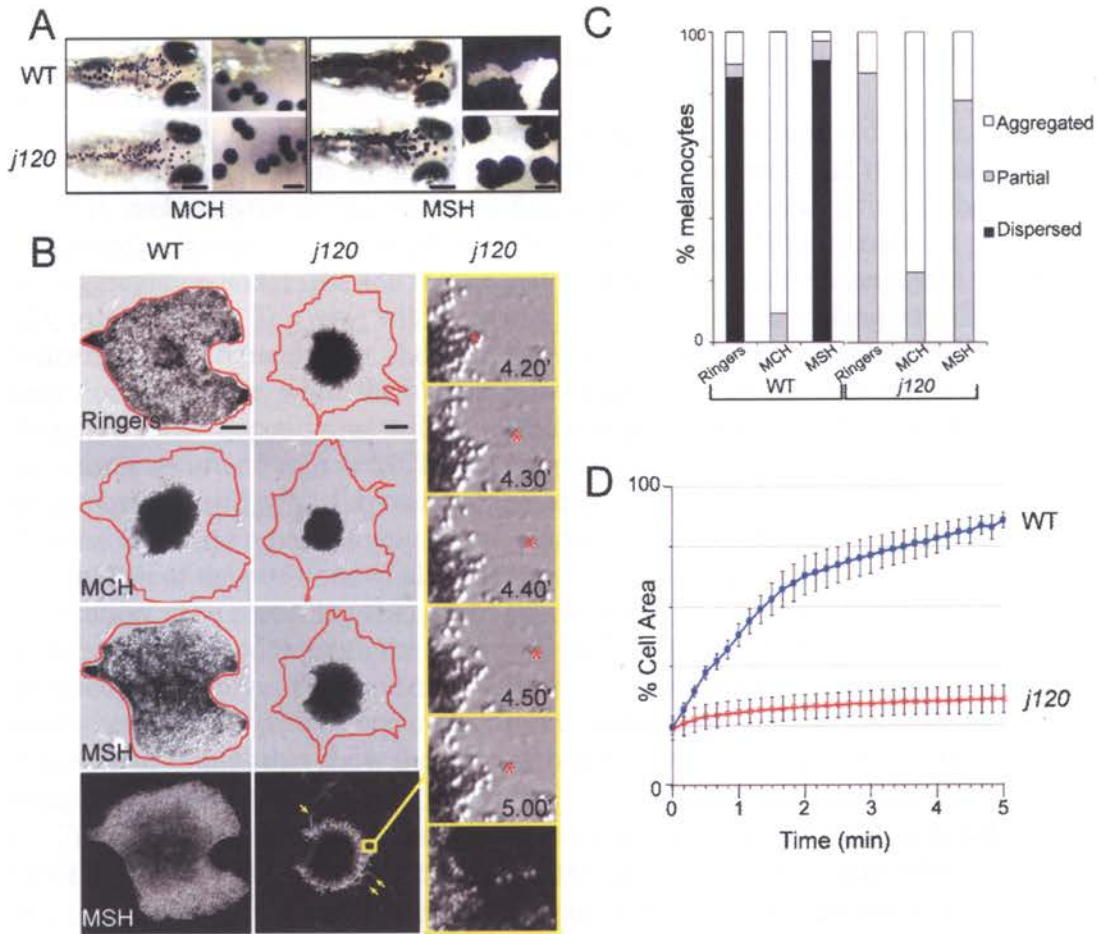 A
WT
j120
MCH
MSH
B
WT
j120
j120
Ringers
MCH
MSH
MSH
4.20'
4.30'
4.40'
4.50'
5.00'
C
100
% melanocytes
0
Ringers
MCH
MSH
Ringers
MCH
MSH
WT
j120
Aggregated
Partial
Dispersed
D
100
% Cell Area
0
0
1
2
3
4
5
Time (min)
WT
j120